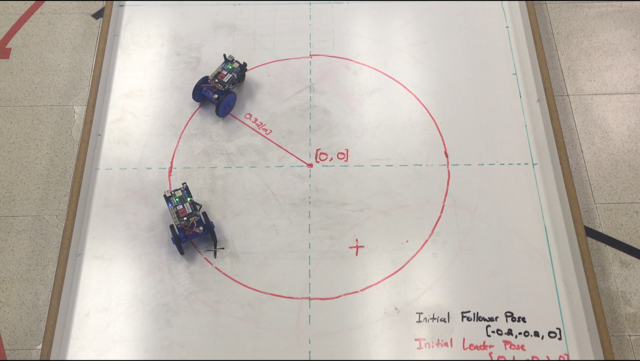 0.32[m]
[0,0]
Initial Follower Pose
[-0.2,-0.2, 0]
Initial Leader Pose